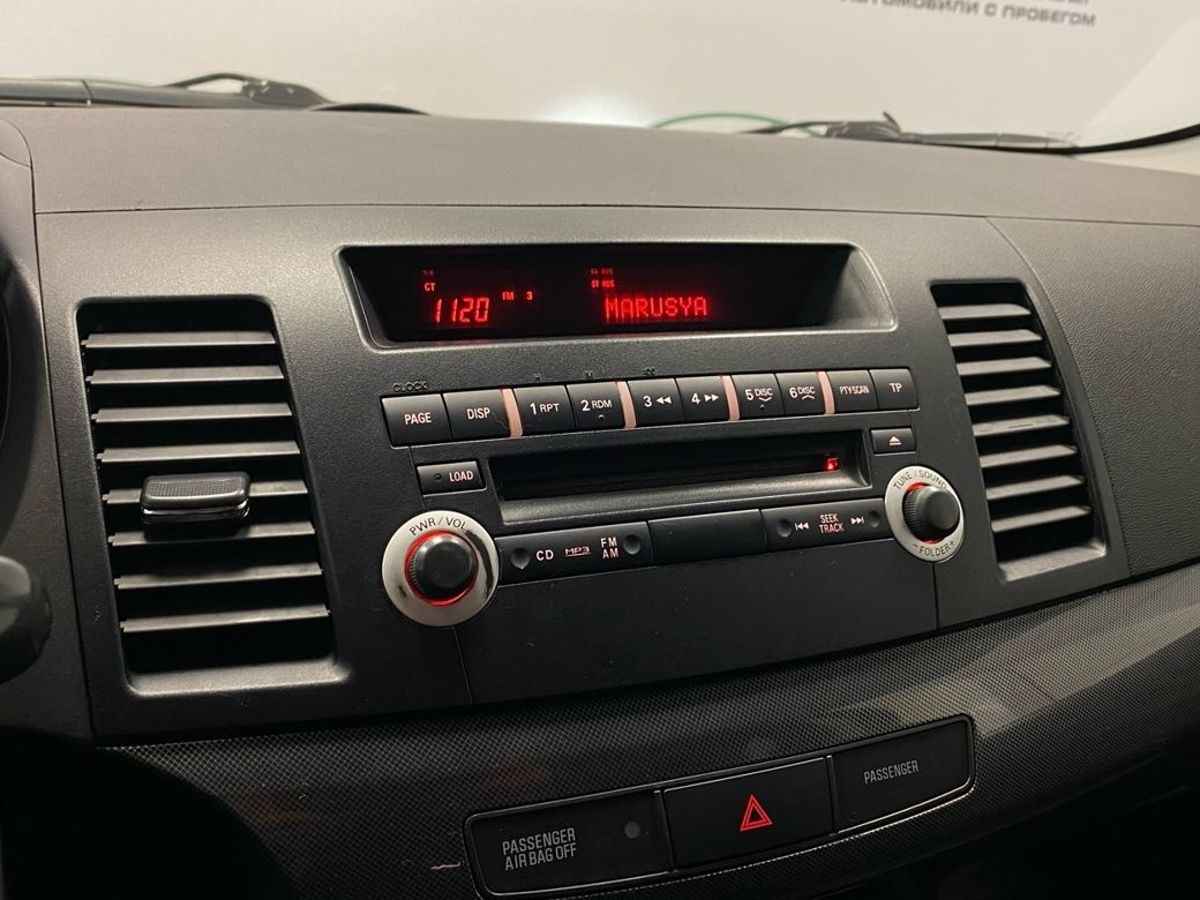 АВТОМОБИЛИ С ПРОБЕГОМ
CT
1120 FM 3
ST RDS
MARUSYA
CLOCK
PAGE DISP 1 RPT 2 RDM 3 ◀◀ 4 ▶▶ 5 DISC 6 DISC PTY/SCAN TP
LOAD
PWR/VOL
TUNE/SOUND
CD MP3 FM
AM
SEEK
TRACK
-FOLDER+
PASSENGER
AIR BAG OFF
PASSENGER